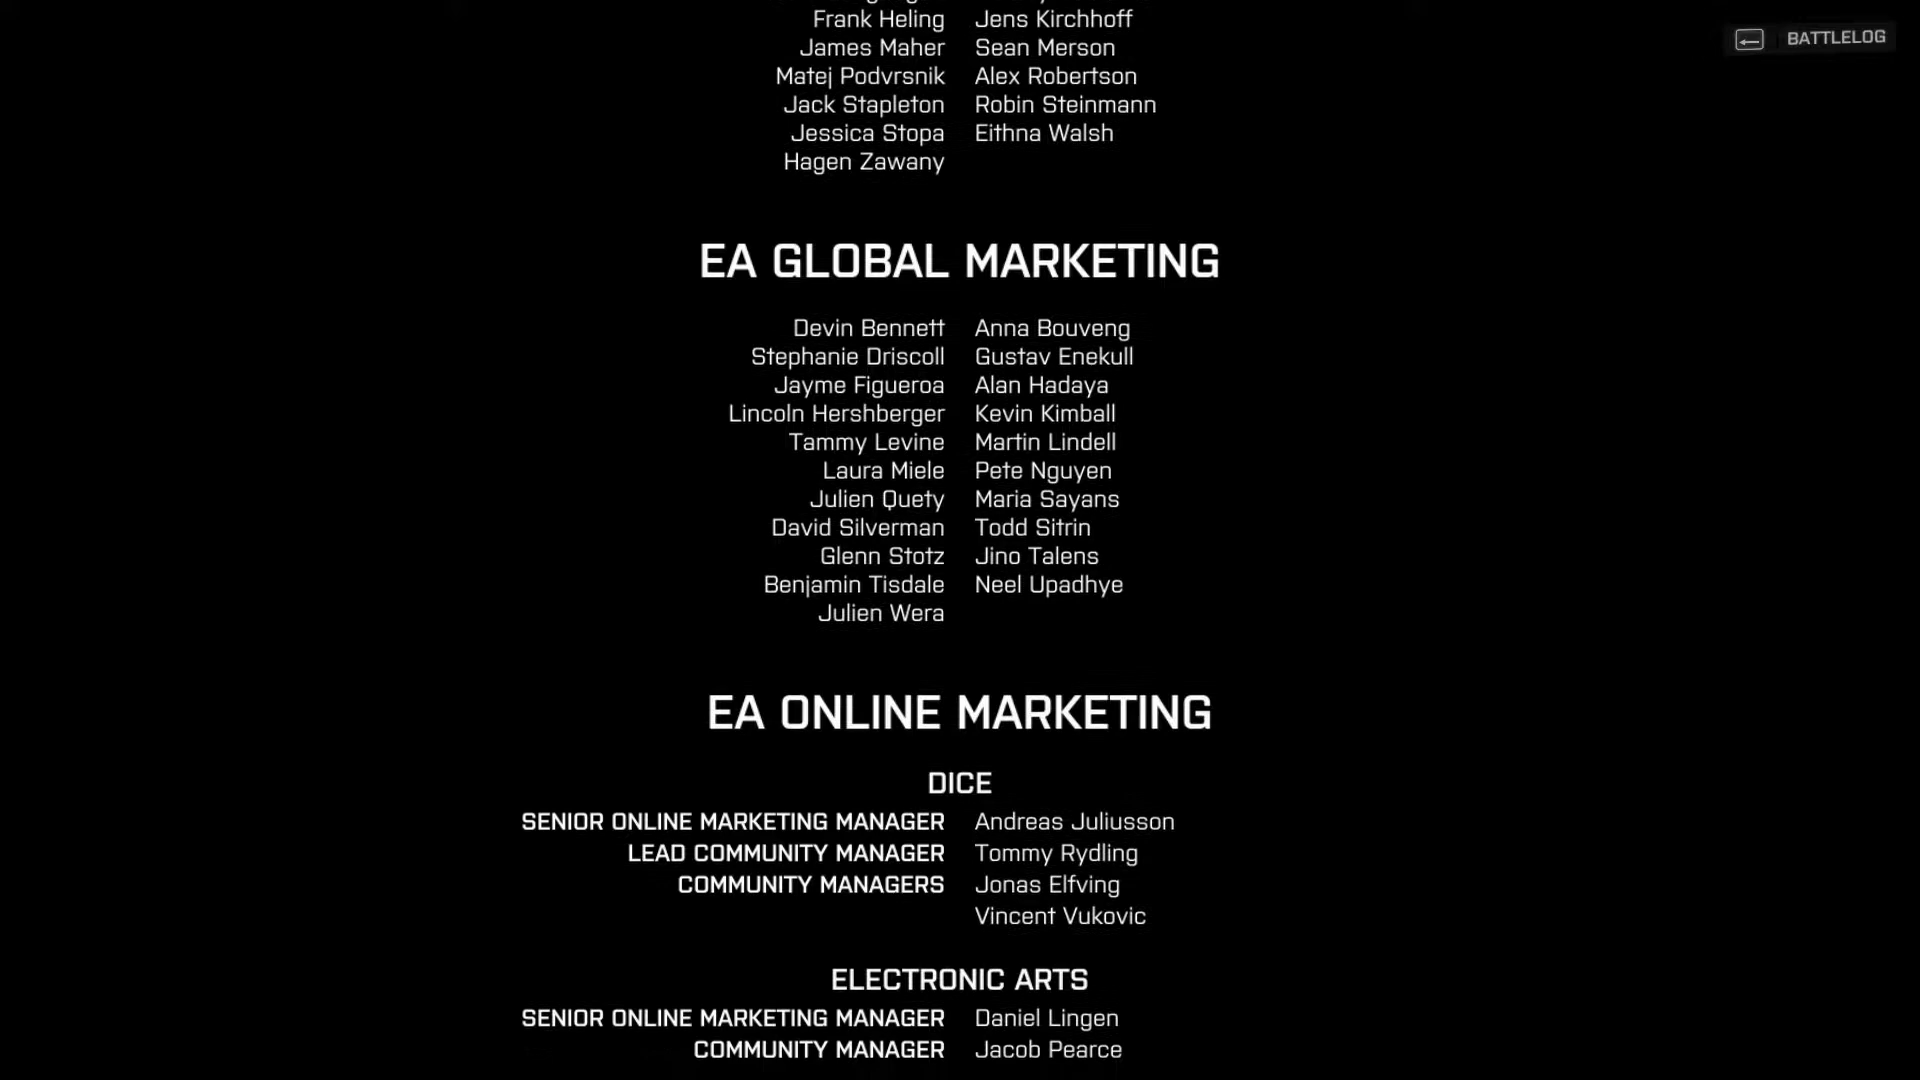 Frank Heling Jens Kirchhoff
BATTLELOG
James Maher Sean Merson
Matej Podvrsnik Alex Robertson
Jack Stapleton Robin Steinmann
Jessica Stopa Eithna Walsh
Hagen Zawany
EA GLOBAL MARKETING
Devin Bennett Anna Bouveng
Stephanie Driscoll Gustav Enekull
Jayme Figueroa Alan Hadaya
Lincoln Hershberger Kevin Kimball
Tammy Levine Martin Lindell
Laura Miele Pete Nguyen
Julien Quety Maria Sayans
David Silverman Todd Sitrin
Glenn Stotz Jino Talens
Benjamin Tisdale Neel Upadhye
Julien Wera
EA ONLINE MARKETING
DICE
SENIOR ONLINE MARKETING MANAGER Andreas Juliusson
LEAD COMMUNITY MANAGER Tommy Rydling
COMMUNITY MANAGERS Jonas Elfving
Vincent Vukovic
ELECTRONIC ARTS
SENIOR ONLINE MARKETING MANAGER Daniel Lingen
COMMUNITY MANAGER Jacob Pearce